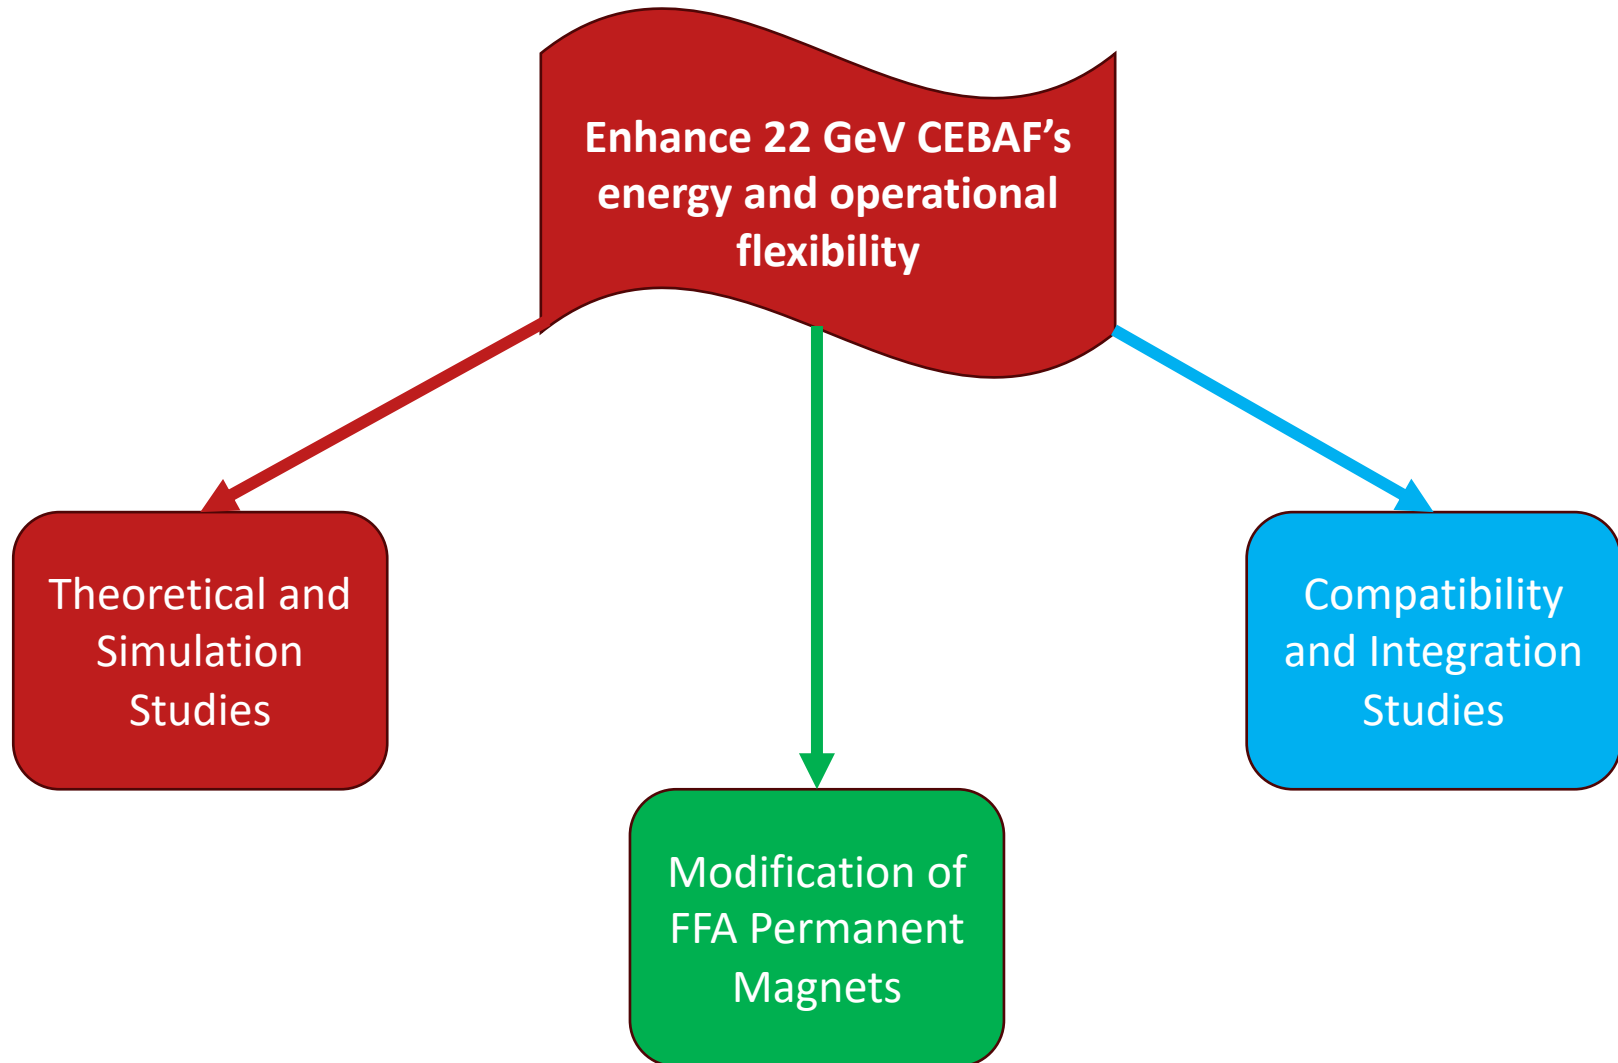 Enhance 22 GeV CEBAF’s
energy and operational
flexibility
Theoretical and
Simulation
Studies
Compatibility
and Integration
Studies
Modification of
FFA Permanent
Magnets